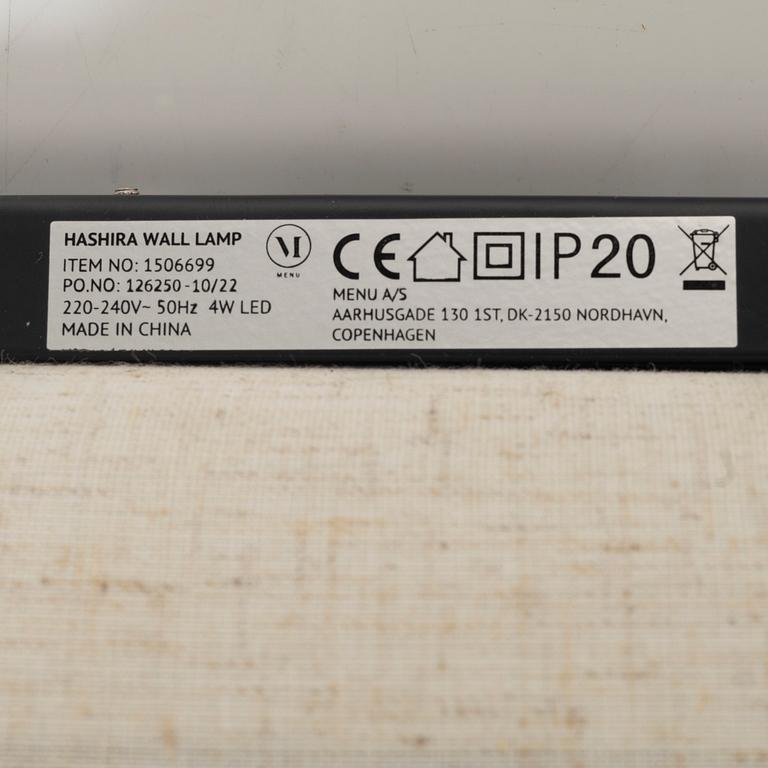 HASHIRA WALL LAMP
ITEM NO: 1506699
PO.NO: 126250-10/22
220-240V~ 50Hz 4W LED
MADE IN CHINA
M
MENU
CE IP20
MENU A/S
AARHUSGADE 130 1ST, DK-2150 NORDHAVN,
COPENHAGEN